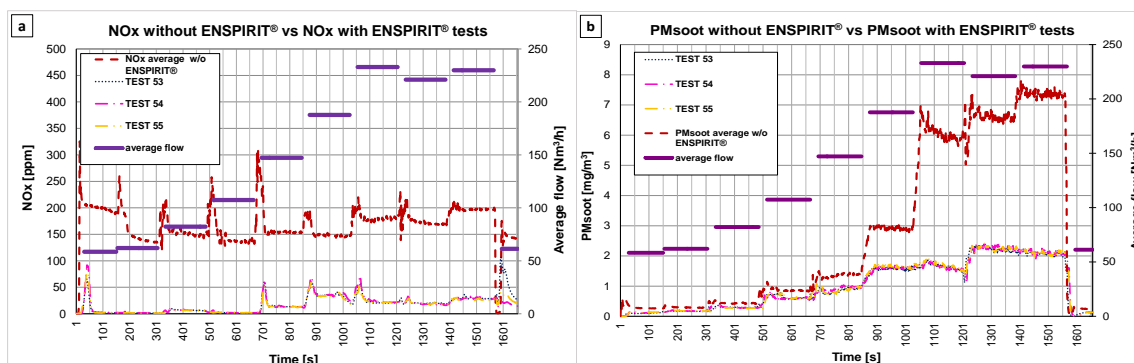 a
NOx without ENSPIRIT® vs NOx with ENSPIRIT® tests
500
450
400
350
300
250
200
150
100
50
0
NOx [ppm]
NOx average w/o
ENSPIRIT®
TEST 53
TEST 54
TEST 55
average flow
250
200
150
100
50
0
Average flow [Nm³/h]
1 101 201 301 401 501 601 701 801 901 1001 1101 1201 1301 1401 1501 1601
Time [s]
b
PMsoot without ENSPIRIT® vs PMsoot with ENSPIRIT® tests
9
8
7
6
5
4
3
2
1
0
PMsoot [mg/m³]
TEST 53
TEST 54
TEST 55
PMsoot average w/o
ENSPIRIT®
average flow
250
200
150
100
50
0
Average flow [Nm³/h]
1 101 201 301 401 501 601 701 801 901 1001 1101 1201 1301 1401 1501 1601
Time [s]